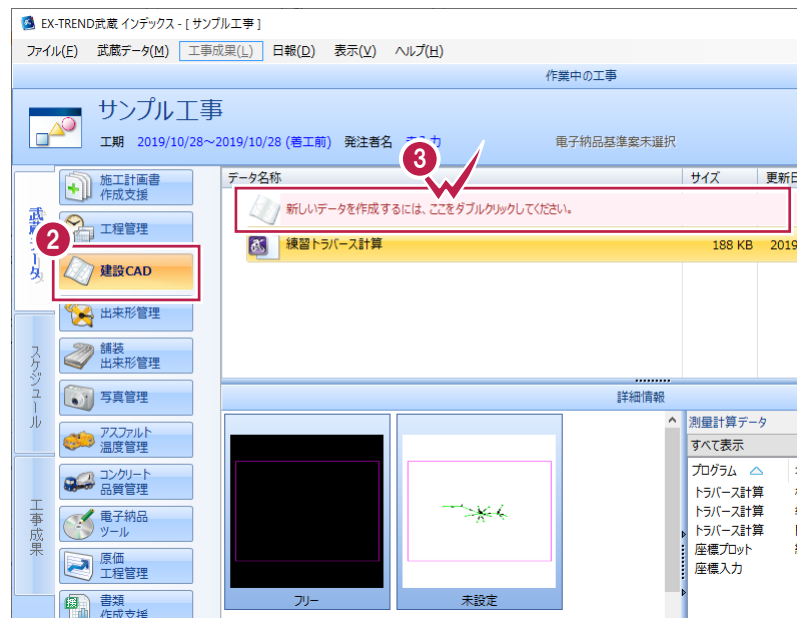 EX-TREND武蔵 インデックス - [ サンプル工事 ]
ファイル(F) 武蔵データ(M) 工事成果(L) 日報(D) 表示(V) ヘルプ(H)
作業中の工事
サンプル工事
工期 2019/10/28～2019/10/28 (着工前) 発注者名
電子納品基準案未選択
3
武蔵データ
スケジュール
工事成果
施工計画書
作成支援
工程管理
2
建設CAD
出来形管理
舗装
出来形管理
写真管理
アスファルト
温度管理
コンクリート
品質管理
電子納品
ツール
原価
工程管理
書類
作成支援
データ名称 サイズ 更新日
新しいデータを作成するには、ここをダブルクリックしてください。
練習トラバース計算 188 KB 2019
詳細情報
フリー
未設定
測量計算データ
すべて表示
プログラム
トラバース計算
トラバース計算
トラバース計算
座標プロット
座標入力